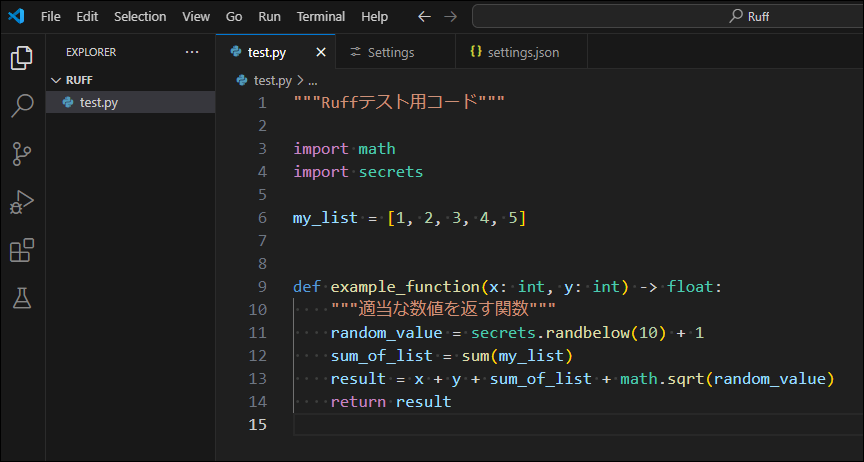 File Edit Selection View Go Run Terminal Help ← → Ruff
EXPLORER ...
RUFF
test.py
test.py × Settings settings.json
test.py > ...
1 """Ruffテスト用コード"""
2
3 import math
4 import secrets
5
6 my_list = [1, 2, 3, 4, 5]
7
8
9 def example_function(x: int, y: int) -> float:
10     """適当な数値を返す関数"""
11     random_value = secrets.randbelow(10) + 1
12     sum_of_list = sum(my_list)
13     result = x + y + sum_of_list + math.sqrt(random_value)
14     return result
15